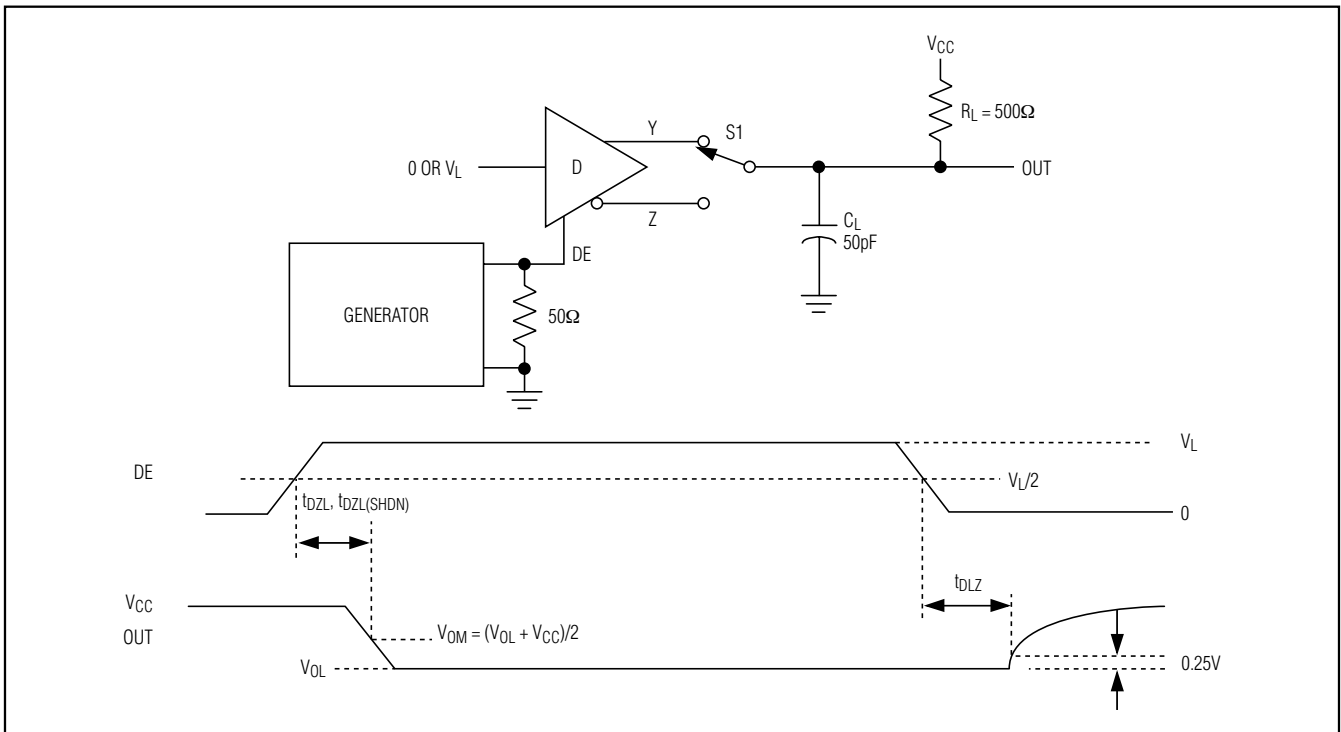 VCC
RL = 500Ω
Y
S1
0 OR VL
D
OUT
Z
CL
50pF
DE
GENERATOR
50Ω
VL
DE
VL/2
tDZL, tDZL(SHDN)
0
tDLZ
VCC
OUT
VOM = (VOL + VCC)/2
VOL
0.25V